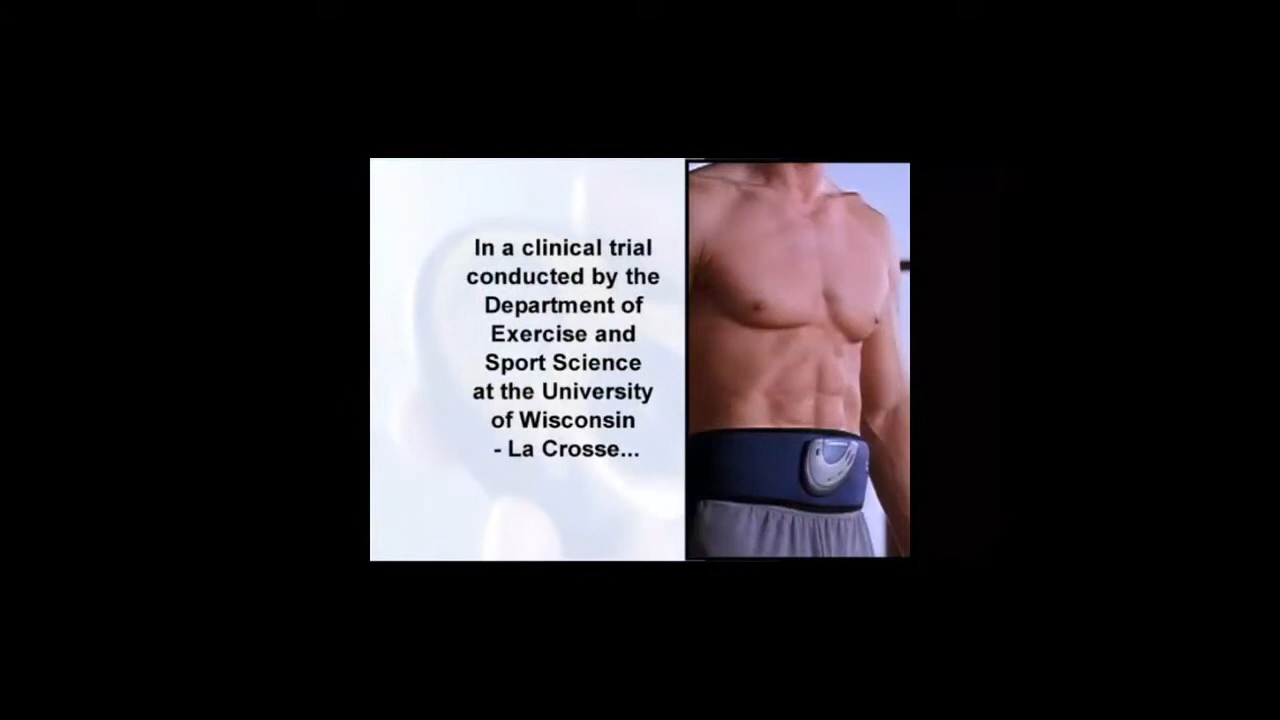 In a clinical trial
conducted by the
Department of
Exercise and
Sport Science
at the University
of Wisconsin
- La Crosse...